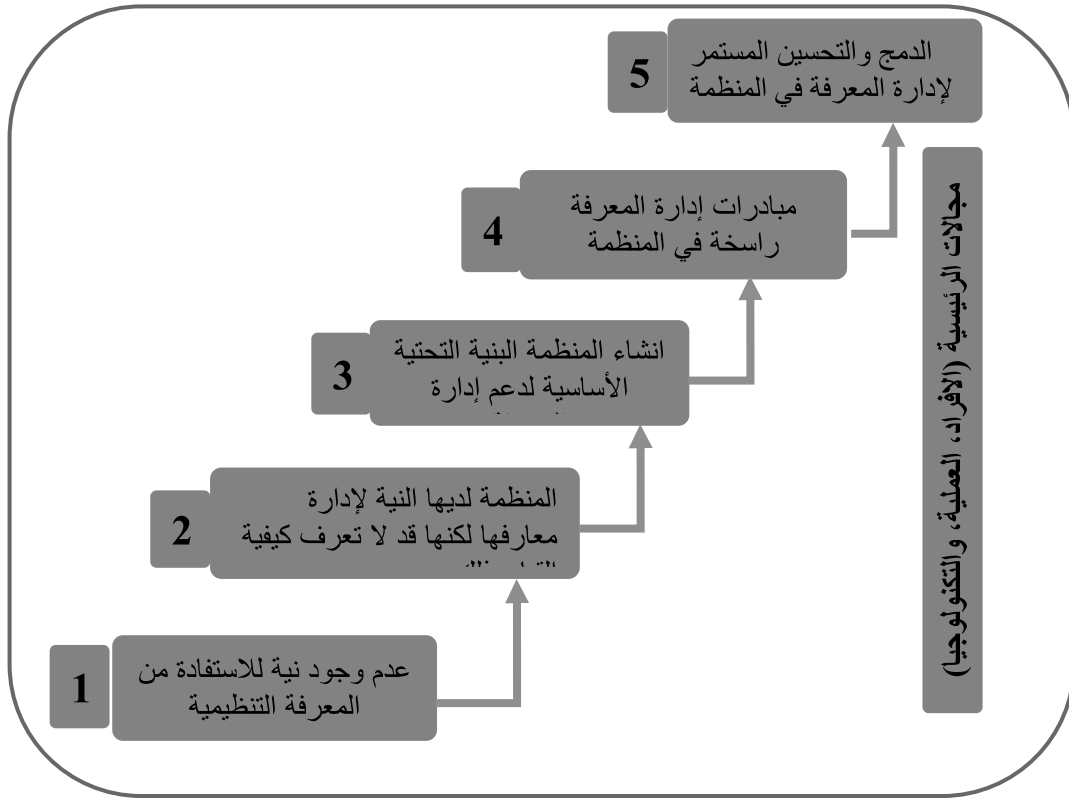 5
الدمج والتحسين المستمر
لإدارة المعرفة في المنظمة
4
مبادرات إدارة المعرفة
راسخة في المنظمة
3
انشاء المنظمة البنية التحتية
الأساسية لدعم إدارة
2
المنظمة لديها النية لإدارة
معارفها لكنها قد لا تعرف كيفية
1
عدم وجود نية للاستفادة من
المعرفة التنظيمية
مجالات الرئيسية (الافراد، العملية، والتكنولوجيا)